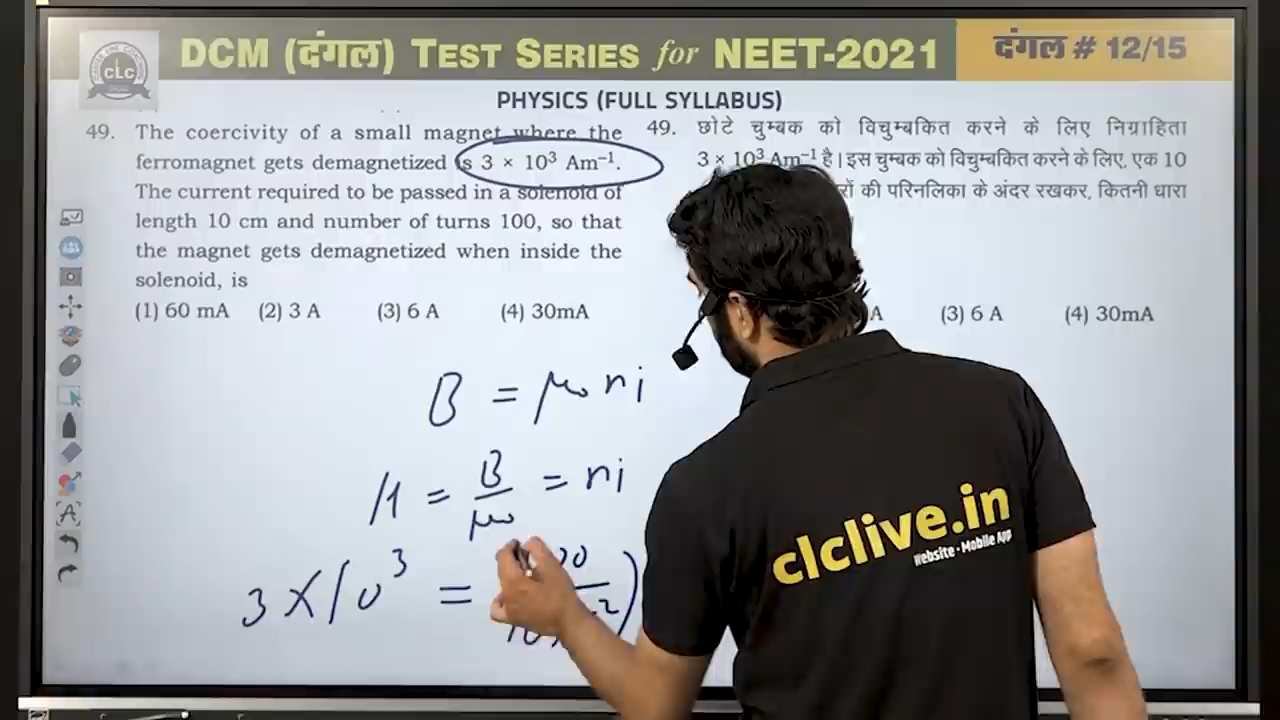 CLC
DCM (दंगल) TEST SERIES for NEET-2021
दंगल # 12/15
PHYSICS (FULL SYLLABUS)
49. The coercivity of a small magnet where the
ferromagnet gets demagnetized is 3 × 10³ Am⁻¹.
The current required to be passed in a solenoid of
length 10 cm and number of turns 100, so that
the magnet gets demagnetized when inside the
solenoid, is
(1) 60 mA (2) 3 A (3) 6 A (4) 30mA
49. छोटे चुम्बक को विचुम्बकित करने के लिए निग्राहिता
3 × 10³ Am⁻¹ है। इस चुम्बक को विचुम्बकित करने के लिए, एक 10
की परिनलिका के अंदर रखकर, कितनी धारा
A (3) 6 A (4) 30mA
B = μ₀ ni
H = B/μ₀ = ni
3 × 10³ =
clclive.in
Website • Mobile App